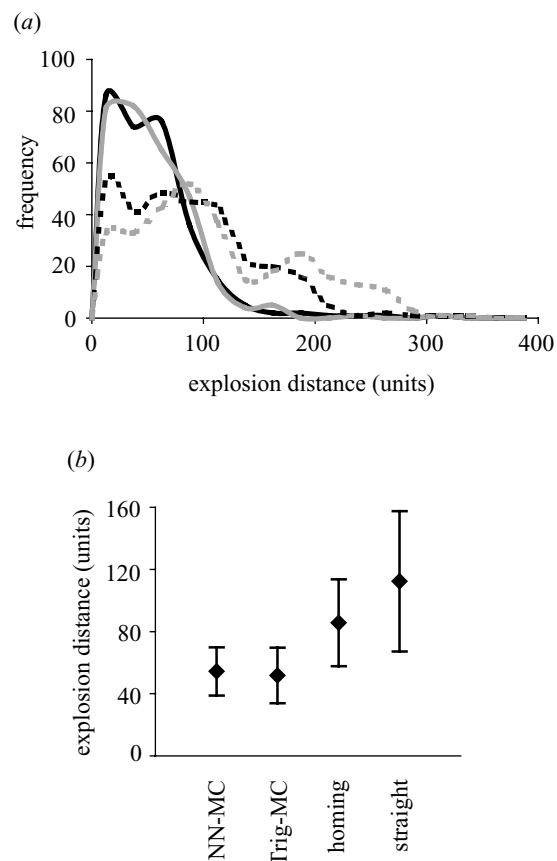 (a)
100
80
60
40
20
0
frequency
0 100 200 300 400
explosion distance (units)
(b)
160
120
80
40
0
explosion distance (units)
NN-MC
Trig-MC
homing
straight